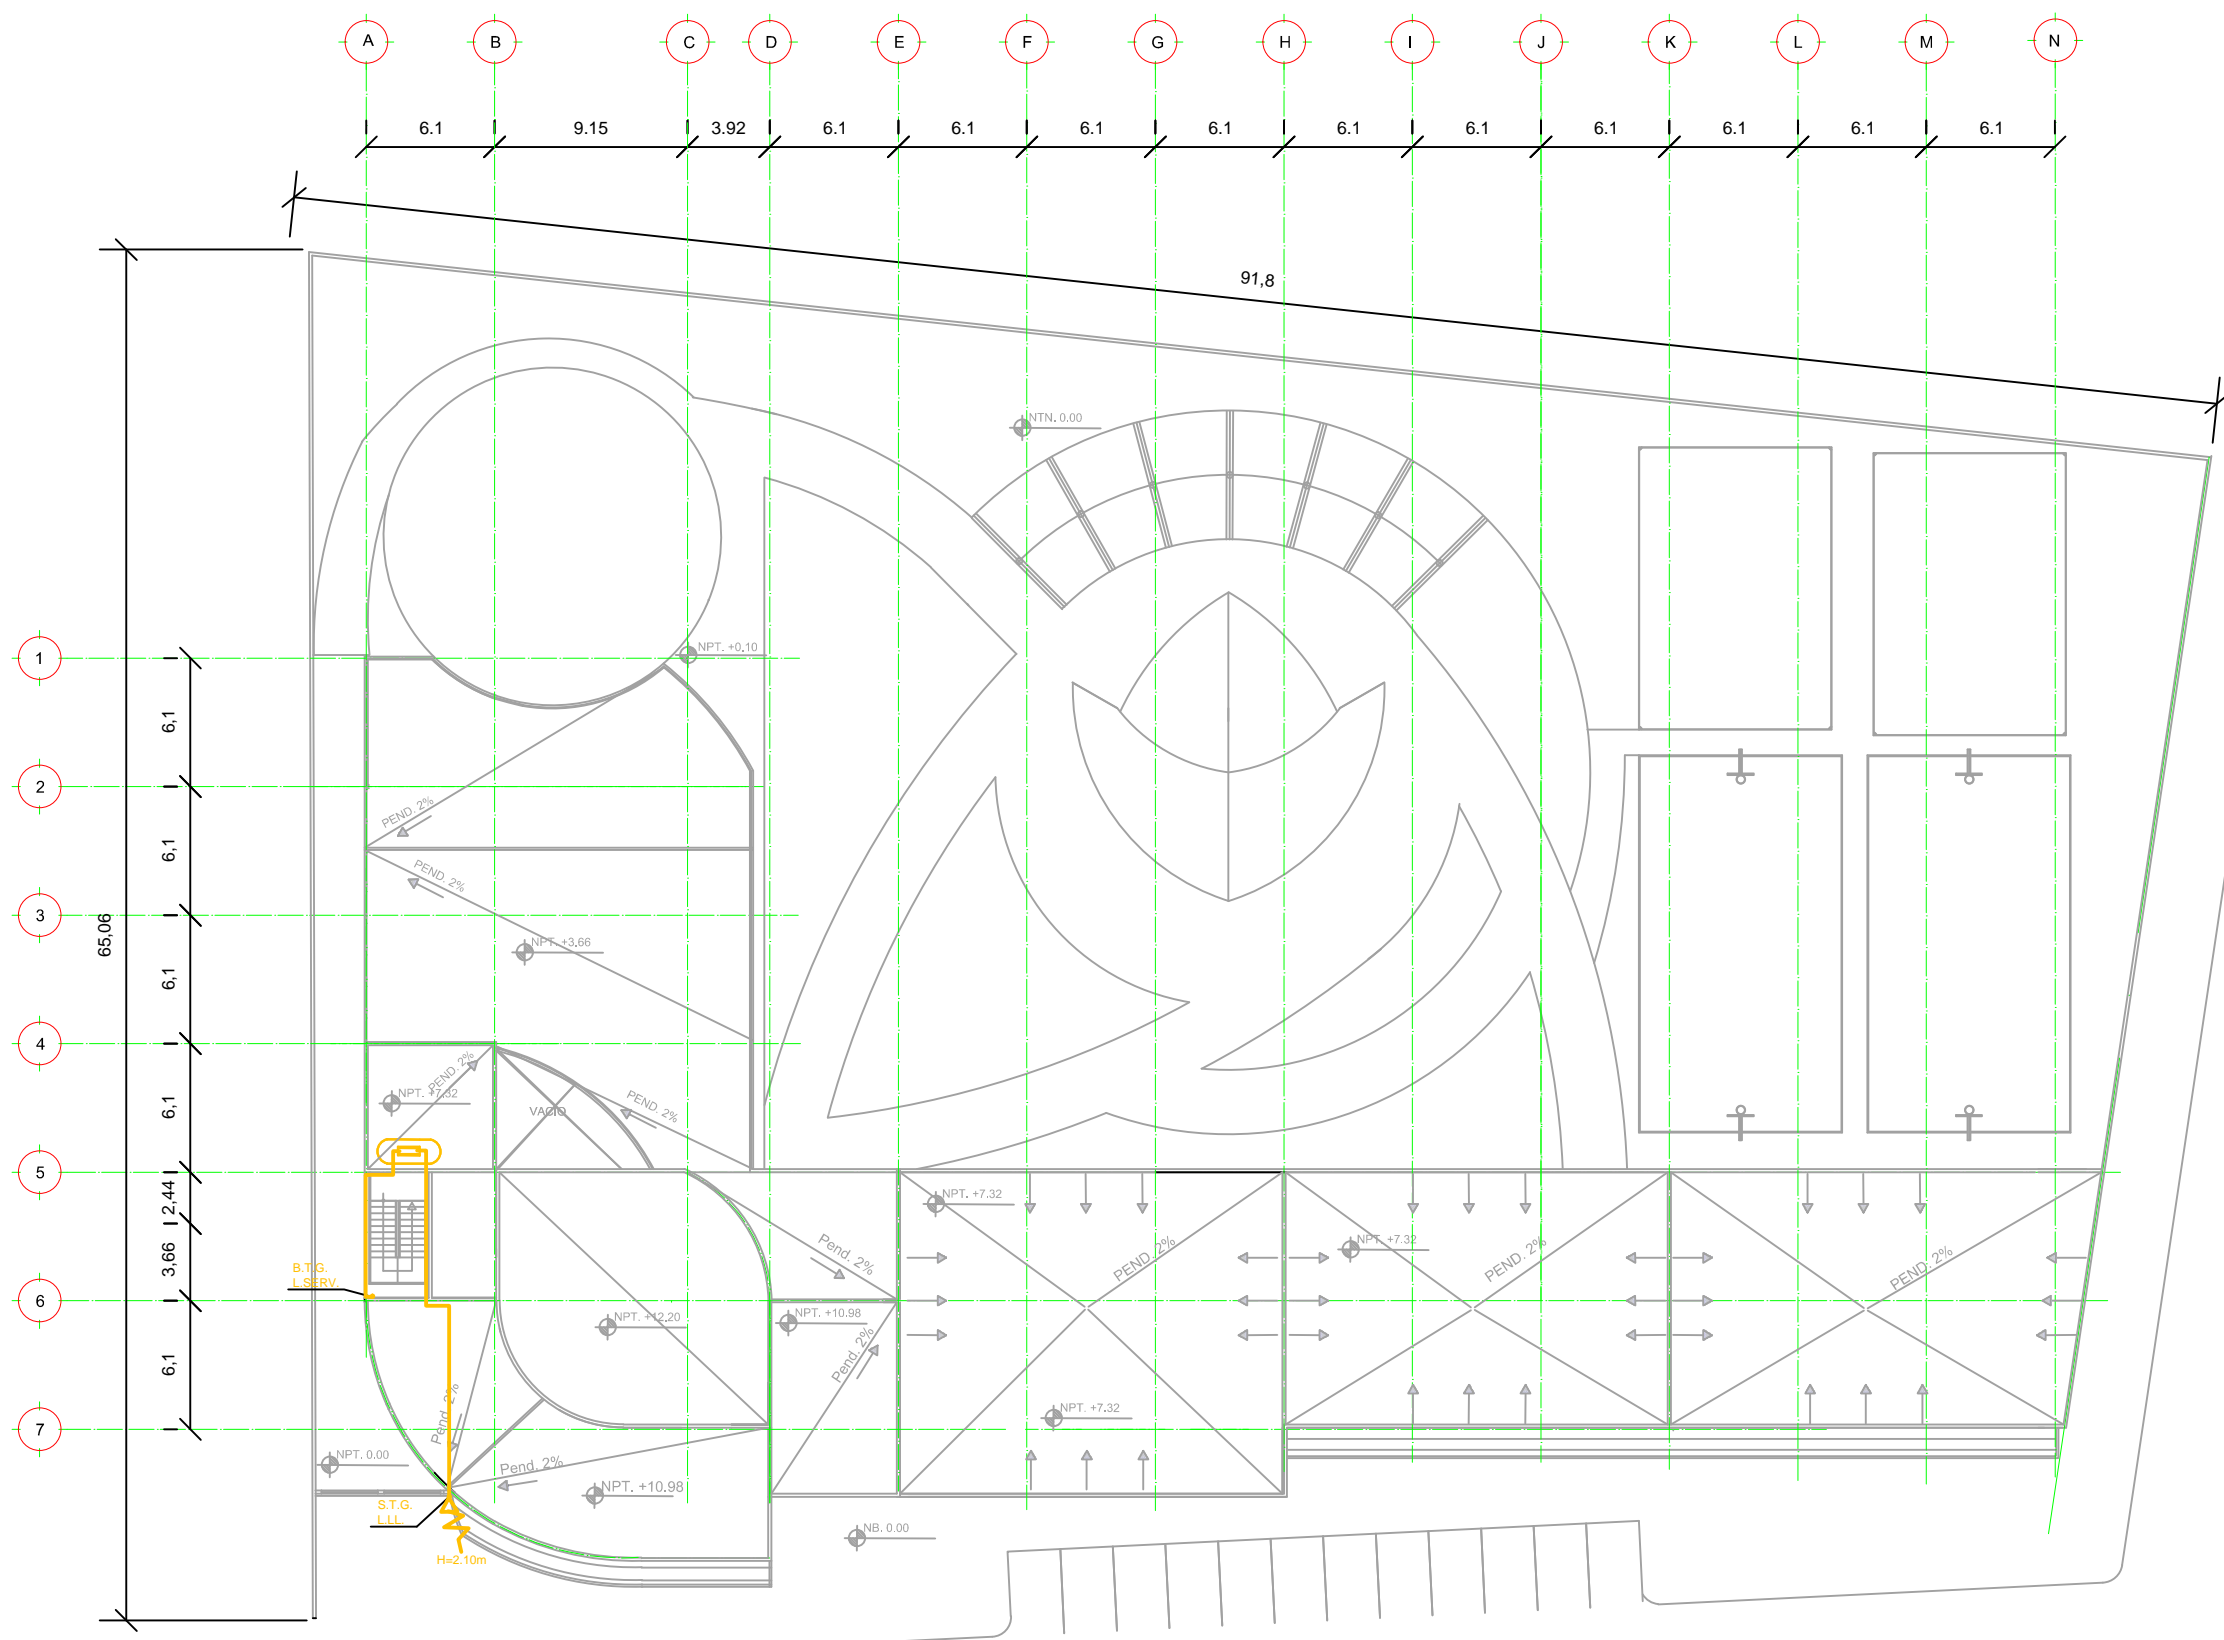 A B C D E F G H I J K L M N
6.1 9.15 3.92 6.1 6.1 6.1 6.1 6.1 6.1 6.1 6.1 6.1 6.1
91,8
NTN. 0.00
1
NPT. +0,10
6,1
2
PEND. 2%
6,1
PEND. 2%
3
65,06
NPT. +3,66
6,1
4
PEND. 2%
NPT. +7,32
VACIO
PEND. 2%
6,1
5
2,44
NPT. +7.32
Pend. 2%
PEND. 2%
NPT. +7.32
PEND. 2%
PEND. 2%
3,66
B.T.G.
L.SERV.
6
NPT. +12,20
NPT. +10.98
Pend. 2%
6,1
Pend. 2%
NPT. +7.32
7
NPT. 0.00
Pend. 2%
NPT. +10.98
S.T.G.
L.LL.
NB. 0.00
H=2.10m